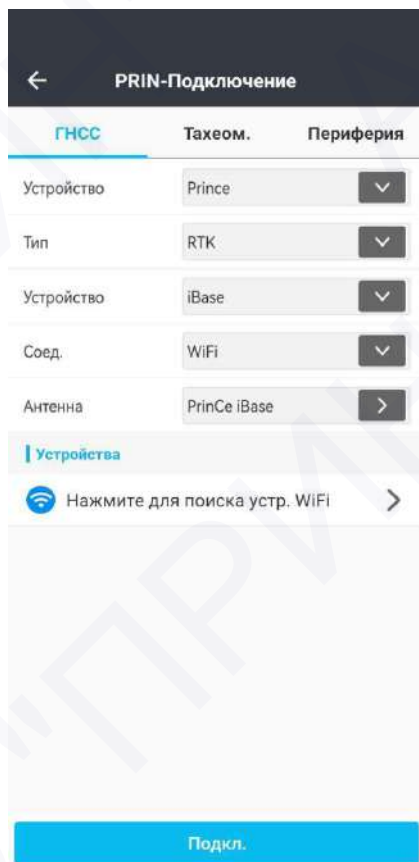 PRIN-Подключение
ГНСС Тахеом. Периферия
Устройство Prince
Тип RTK
Устройство iBase
Соед. WiFi
Антенна PrinCe iBase
Устройства
Нажмите для поиска устр. WiFi
Подкл.